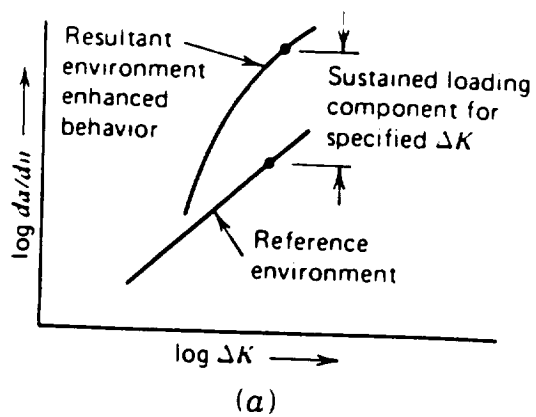 Resultant
environment
enhanced
behavior
Sustained loading
component for
specified ΔK
log da/dn
Reference
environment
log ΔK
(a)